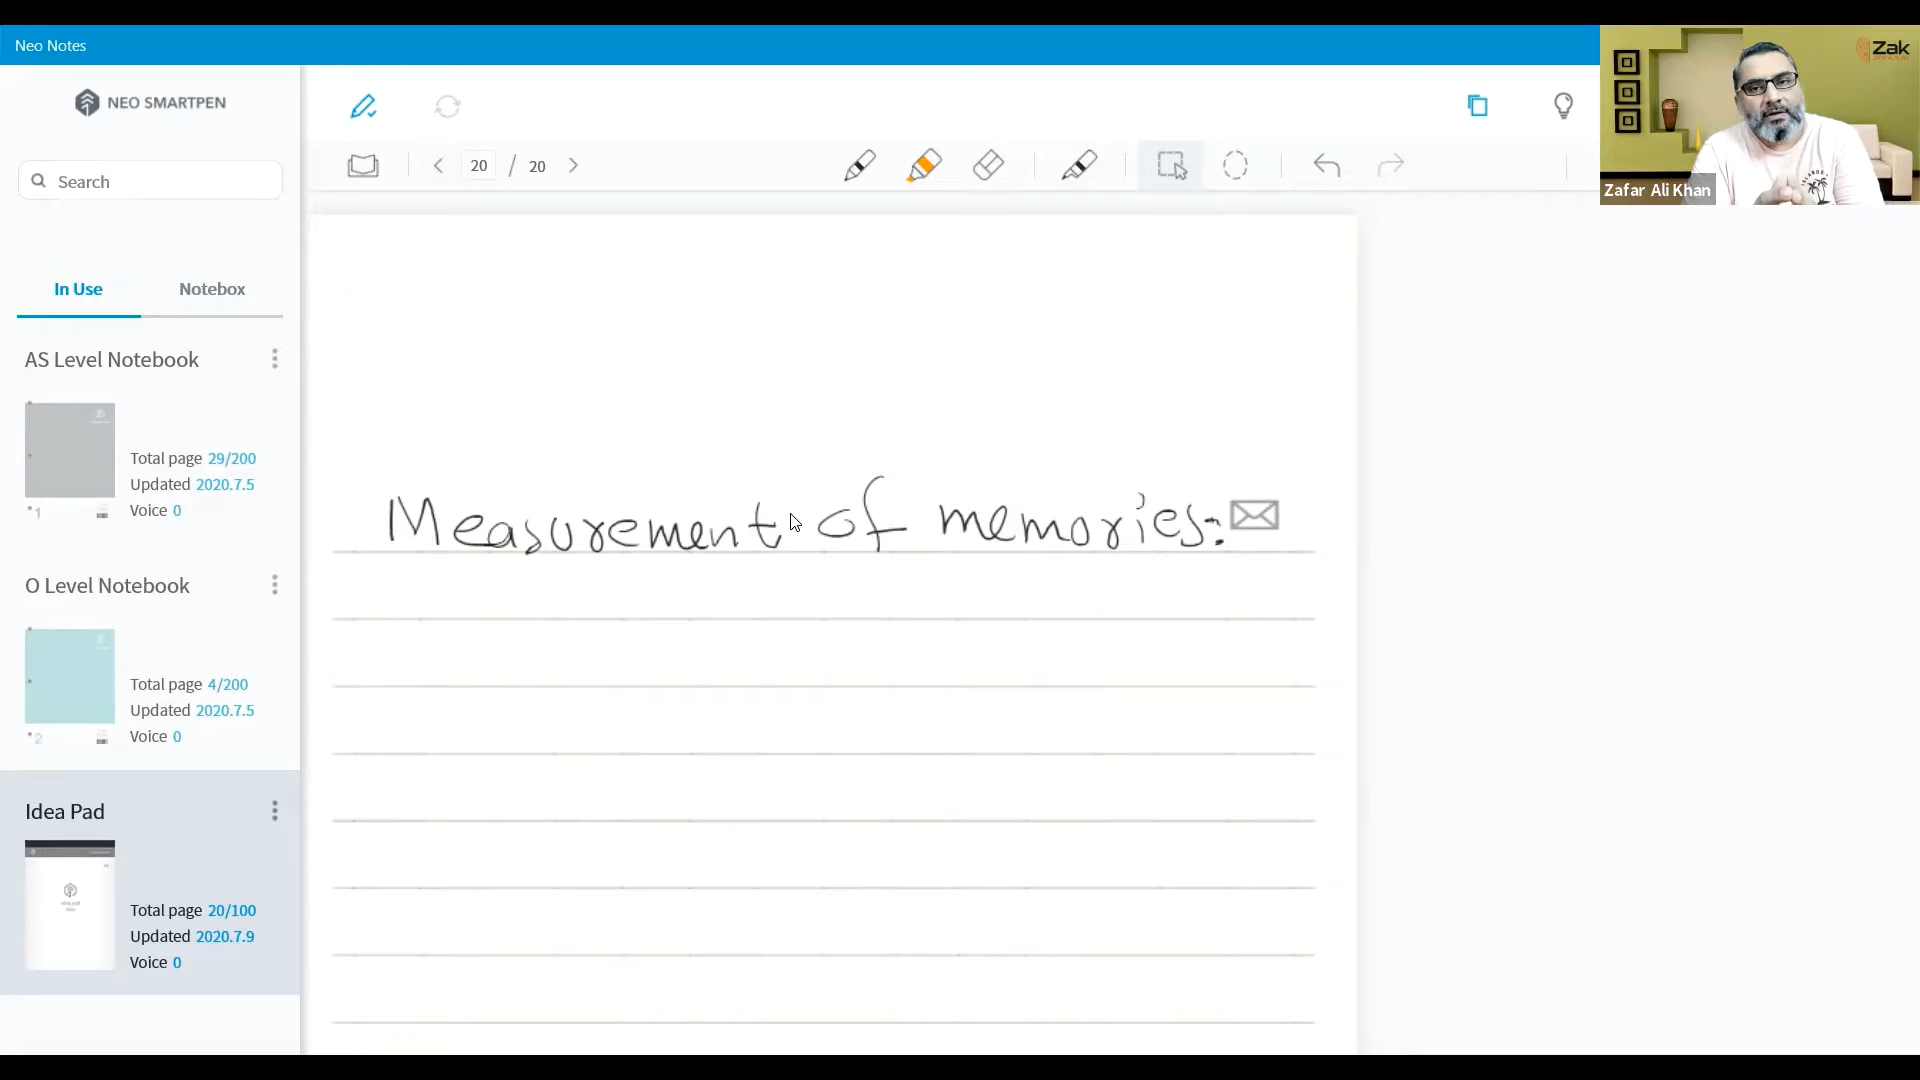 Neo Notes
Zak
NEO SMARTPEN
20 / 20
Search
Zafar Ali Khan
In Use Notebox
AS Level Notebook
Total page 29/200
Updated 2020.7.5
Voice 0
1
Measurement of memories:-
O Level Notebook
Total page 4/200
Updated 2020.7.5
Voice 0
2
Idea Pad
Total page 20/100
Updated 2020.7.9
Voice 0